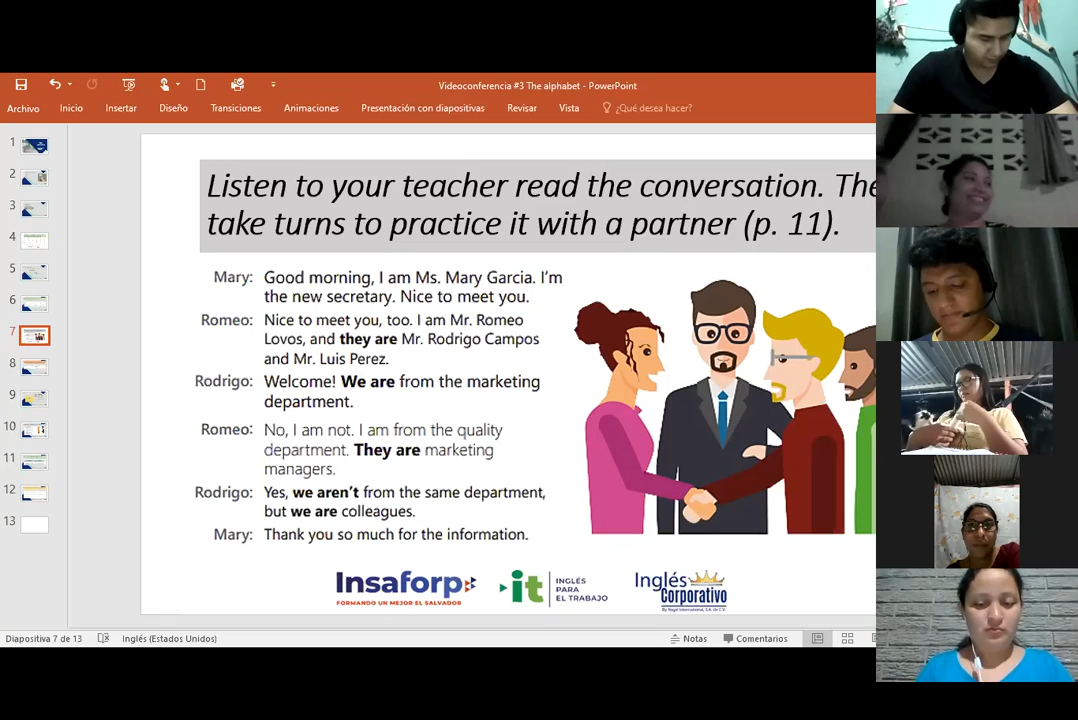 Videoconferencia #3 The alphabet - PowerPoint
Archivo Inicio Insertar Diseño Transiciones Animaciones Presentación con diapositivas Revisar Vista ¿Qué desea hacer?
1
2
3
4
5
6
7
8
9
10
11
12
13
Listen to your teacher read the conversation. The
take turns to practice it with a partner (p. 11).
Mary: Good morning, I am Ms. Mary Garcia. I'm
the new secretary. Nice to meet you.
Romeo: Nice to meet you, too. I am Mr. Romeo
Lovos, and they are Mr. Rodrigo Campos
and Mr. Luis Perez.
Rodrigo: Welcome! We are from the marketing
department.
Romeo: No, I am not. I am from the quality
department. They are marketing
managers.
Rodrigo: Yes, we aren't from the same department,
but we are colleagues.
Mary: Thank you so much for the information.
Insaforp
FORMANDO UN MEJOR EL SALVADOR
it
INGLÉS
PARA
EL TRABAJO
Inglés
Corporativo
By Regal International, S.A. de C.V.
Diapositiva 7 de 13 Inglés (Estados Unidos) Notas Comentarios